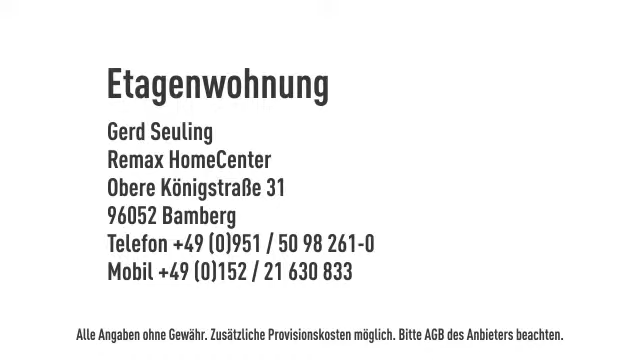 Etagenwohnung
Gerd Seuling
Remax HomeCenter
Obere Königstraße 31
96052 Bamberg
Telefon +49 (0)951 / 50 98 261-0
Mobil +49 (0)152 / 21 630 833
Alle Angaben ohne Gewähr. Zusätzliche Provisionskosten möglich. Bitte AGB des Anbieters beachten.